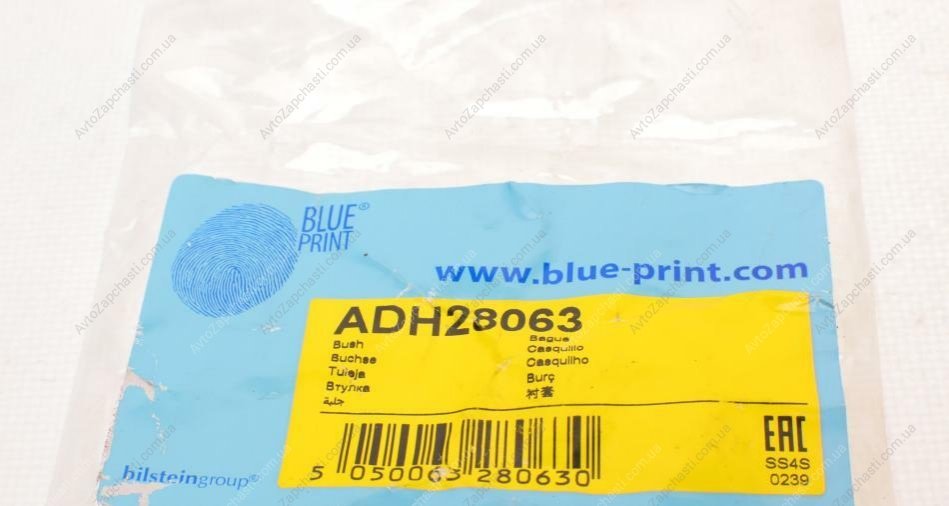 BLUE
PRINT®
www.blue-print.com
ADH28063
Bush
Buchse
Tuleja
Втулка
جلبة
Bague
Casquillo
Casquilho
Burç
衬套
5 050063 280630
EAC
SS4S
0239
bilsteingroup®
AvtoZapchasti.com.ua